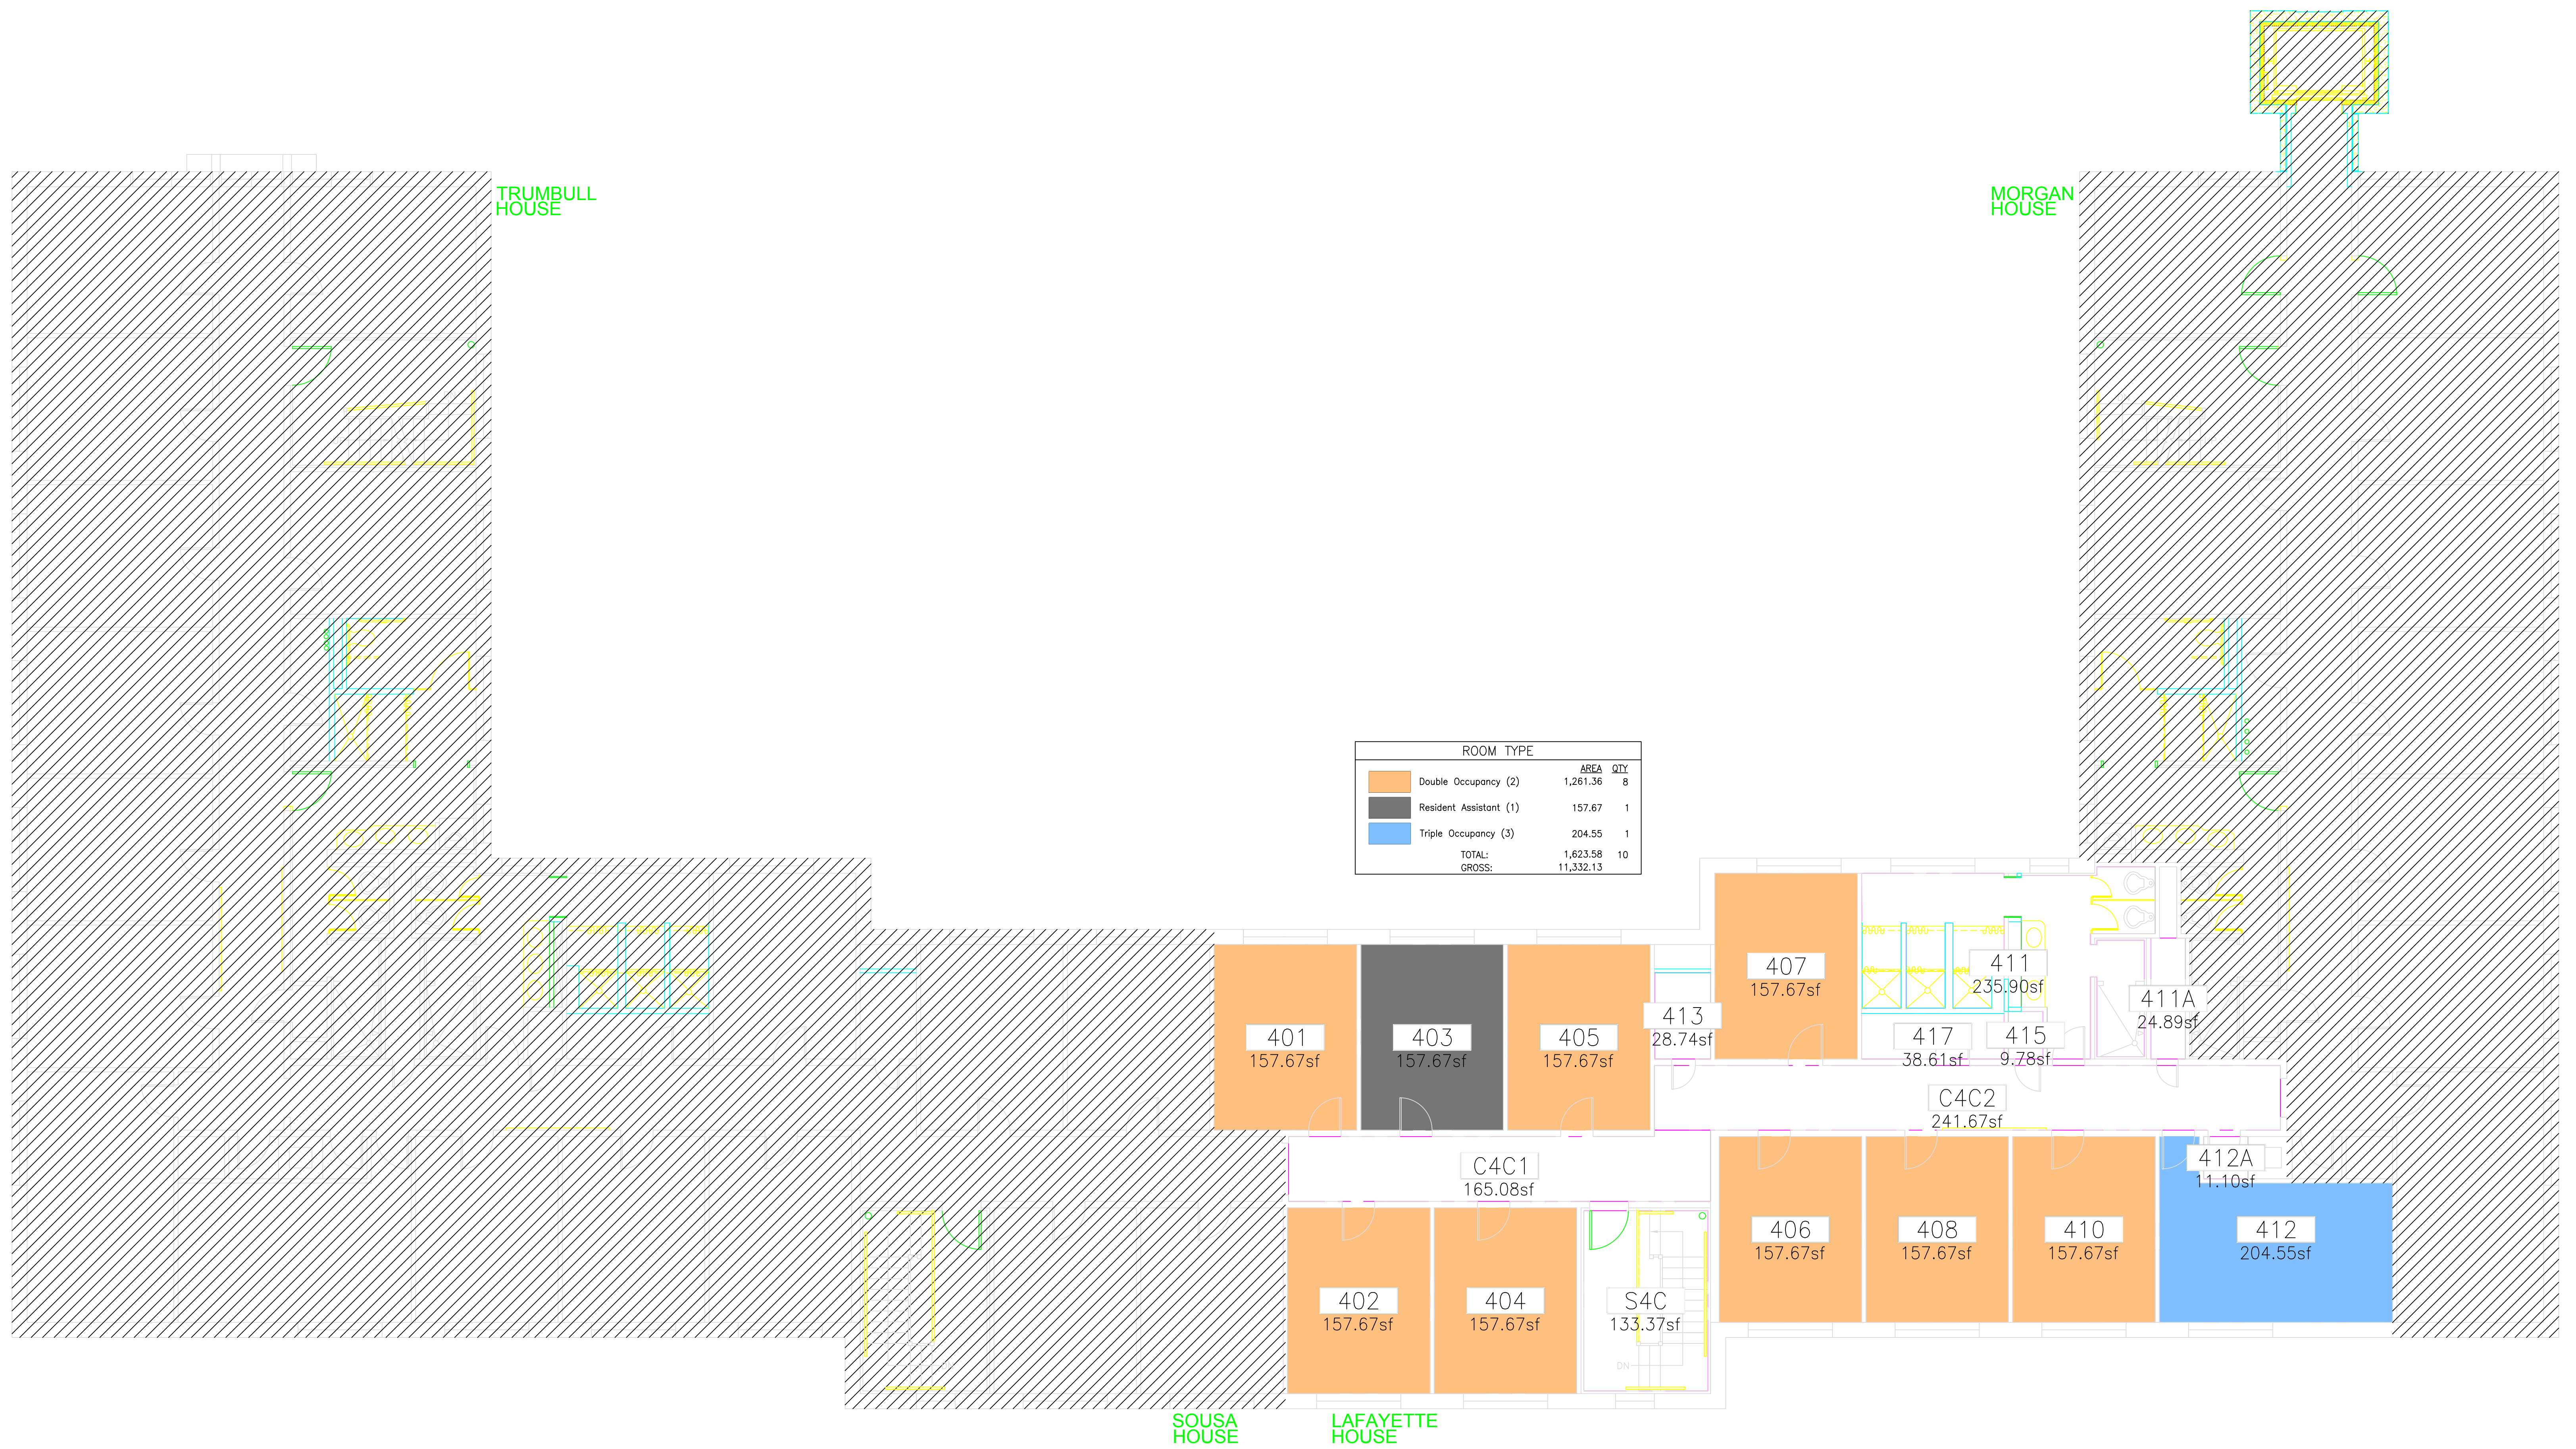 TRUMBULL
HOUSE
MORGAN
HOUSE
ROOM TYPE
AREA QTY
Double Occupancy (2) 1,261.36 8
Resident Assistant (1) 157.67 1
Triple Occupancy (3) 204.55 1
TOTAL: 1,623.58 10
GROSS: 11,332.13
407
157.67sf
411
235.90sf
411A
24.89sf
413
28.74sf
417
38.61sf
415
9.78sf
401
157.67sf
403
157.67sf
405
157.67sf
C4C2
241.67sf
C4C1
165.08sf
412A
11.10sf
406
157.67sf
408
157.67sf
410
157.67sf
412
204.55sf
402
157.67sf
404
157.67sf
S4C
133.37sf
DN
SOUSA
HOUSE
LAFAYETTE
HOUSE